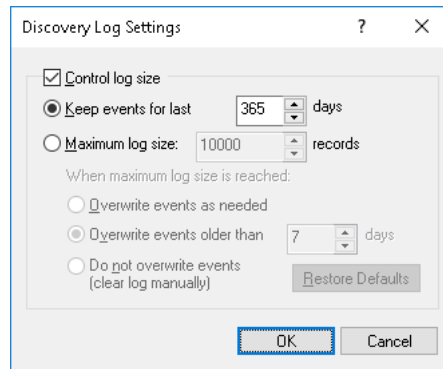 Discovery Log Settings ?
Control log size
Keep events for last 365 days
Maximum log size: 10000 records
When maximum log size is reached:
Overwrite events as needed
Overwrite events older than 7 days
Do not overwrite events
(clear log manually)
Restore Defaults
OK Cancel